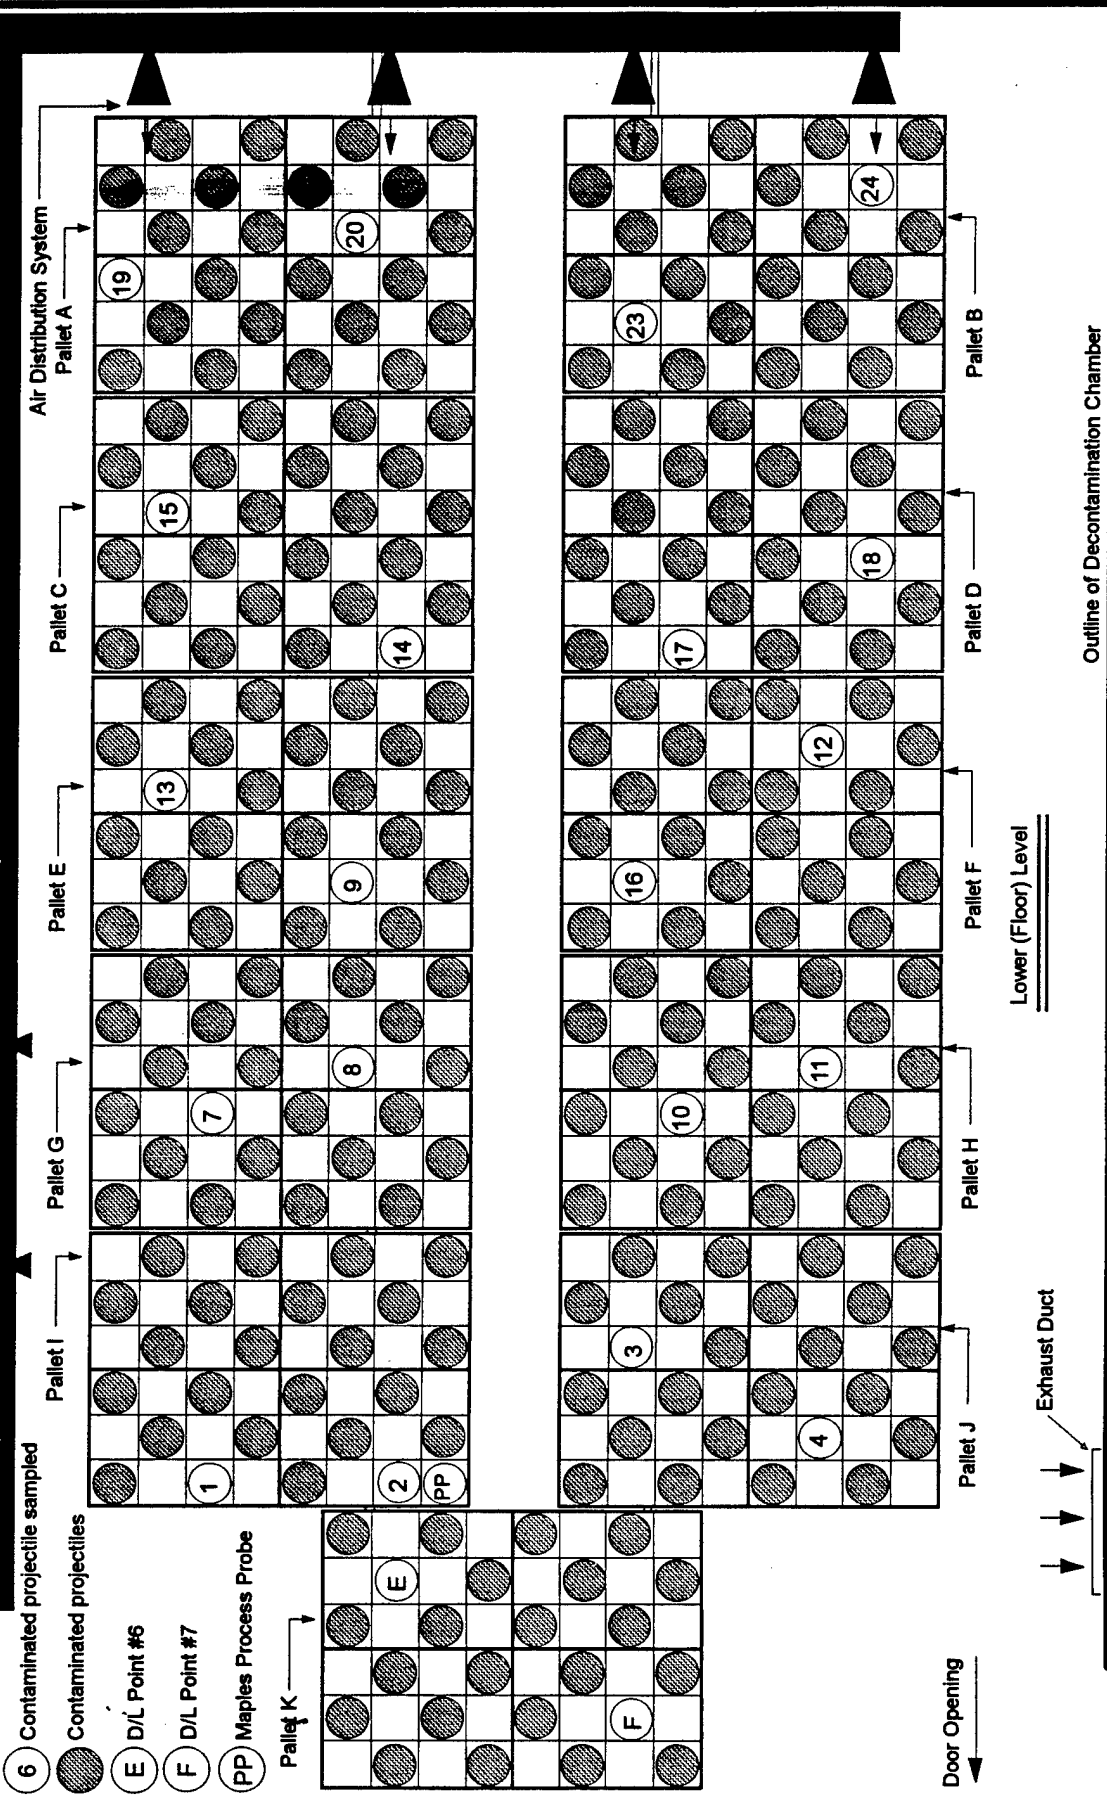 6 Contaminated projectile sampled
Contaminated projectiles
E D/L Point #6
F D/L Point #7
PP Maples Process Probe
Air Distribution System
Pallet A
Pallet C
Pallet E
Pallet G
Pallet I
Pallet K
19
20
15
14
13
9
7
8
1
2
PP
E
F
23
24
17
18
16
12
10
11
3
4
Pallet B
Pallet D
Pallet F
Pallet H
Pallet J
Door Opening
Exhaust Duct
Lower (Floor) Level
Outline of Decontamination Chamber